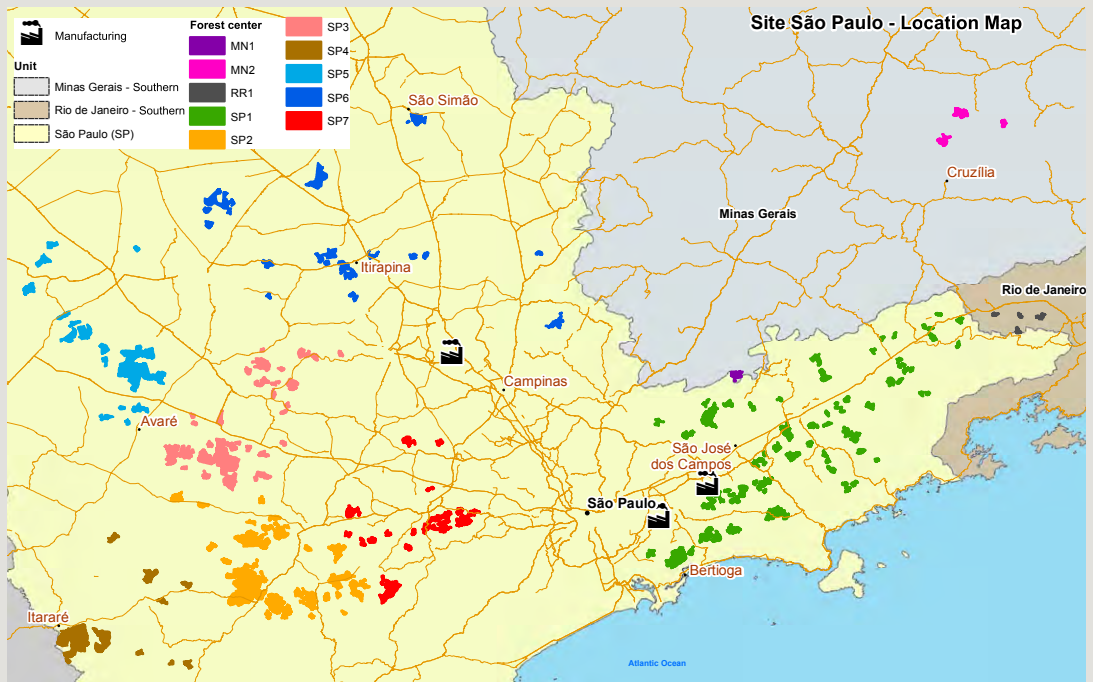 Site São Paulo - Location Map
Manufacturing
Unit
Minas Gerais - Southern
Rio de Janeiro - Southern
São Paulo (SP)
Forest center
MN1
MN2
RR1
SP1
SP2
SP3
SP4
SP5
SP6
SP7
São Simão
Cruzília
Minas Gerais
Itirapina
Rio de Janeiro
Campinas
Avaré
São José
dos Campos
São Paulo
Bertioga
Itararé
Atlantic Ocean